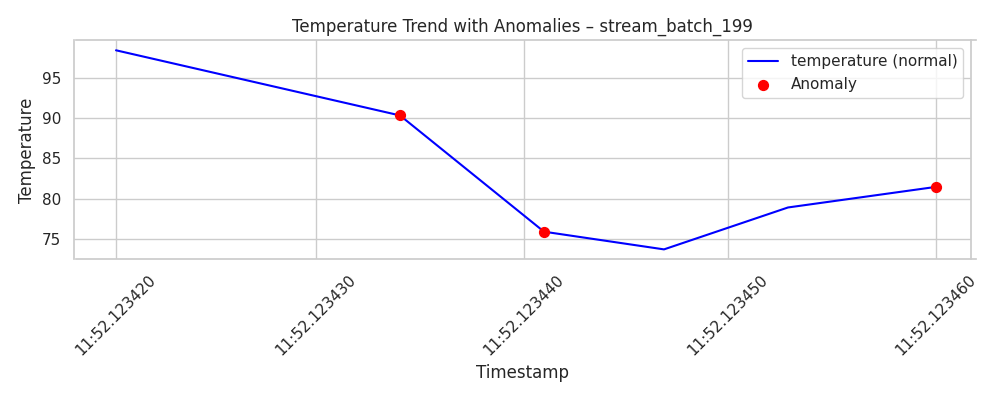 Temperature Trend with Anomalies – stream_batch_199
temperature (normal)
Anomaly
Temperature
95
90
85
80
75
11:52.123420
11:52.123430
11:52.123440
11:52.123450
11:52.123460
Timestamp